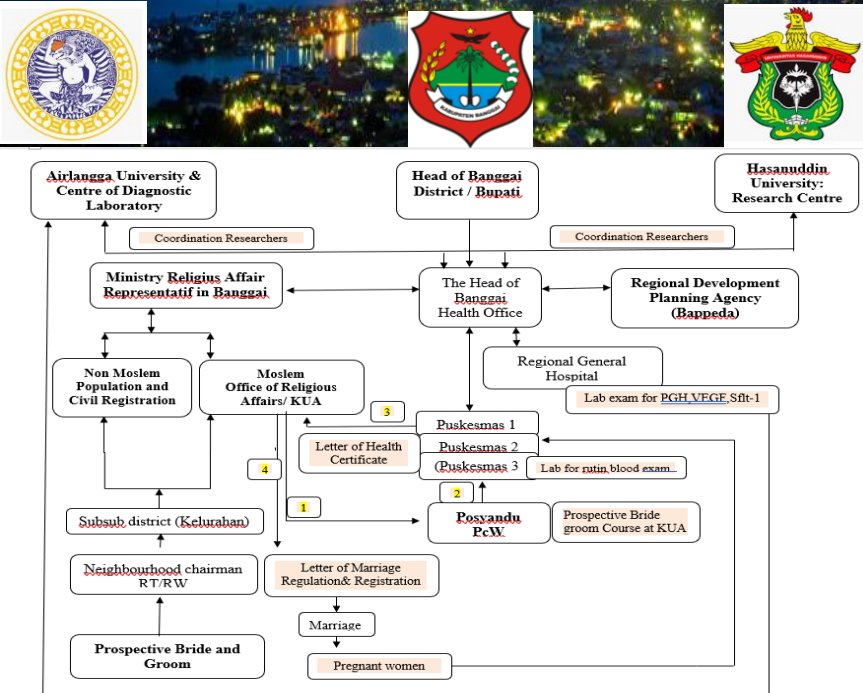 KABUPATEN BANGGAI
UNIVERSITAS HASANUDDIN
Airlangga University &
Centre of Diagnostic
Laboratory
Head of Banggai
District / Bupati
Hasanuddin
University:
Research Centre
Coordination Researchers
Coordination Researchers
Ministry Religius Affair
Representatif in Banggai
The Head of
Banggai
Health Office
Regional Development
Planning Agency
(Bappeda)
Non Moslem
Population and
Civil Registration
Moslem
Office of Religious
Affairs/ KUA
Regional General
Hospital
Lab exam for PGH,VEGF,Sflt-1
3
Puskesmas 1
Letter of Health
Certificate
Puskesmas 2
(Puskesmas 3
Lab for rutin blood exam..
4
2
1
Subsub district (Kelurahan)
Posyandu
PcW
Prospective Bride
groom Course at KUA
Neighbourhood chairman
RT/RW
Letter of Marriage
Regulation& Registration
Marriage
Prospective Bride and
Groom
Pregnant women